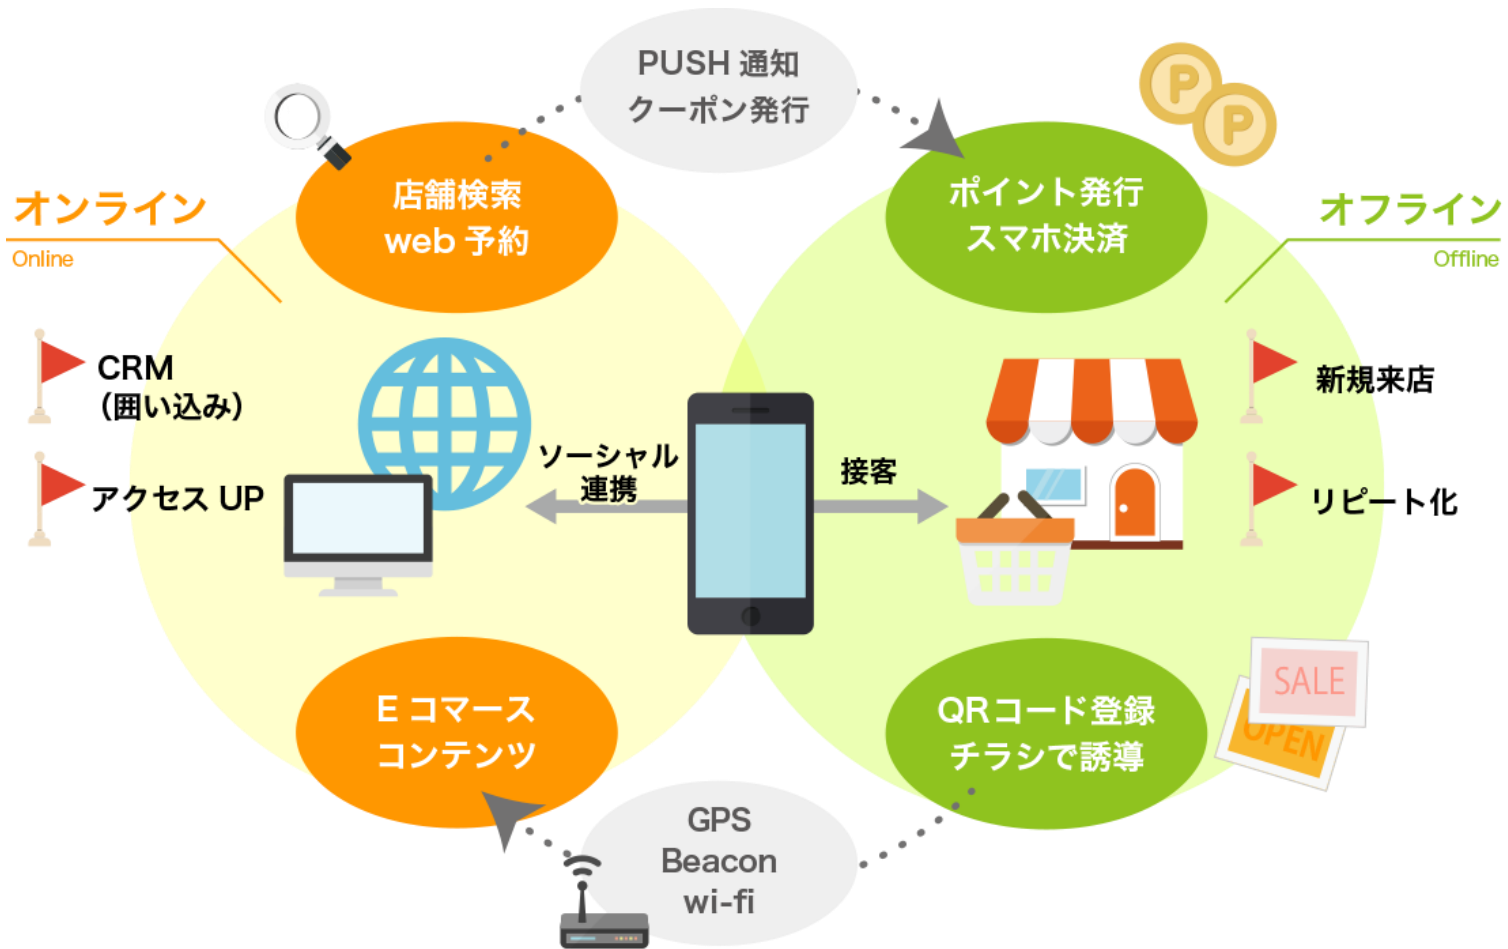 PUSH 通知
クーポン発行
店舗検索
web 予約
ポイント発行
スマホ決済
P
P
オンライン
Online
オフライン
Offline
CRM
（囲い込み）
アクセス UP
ソーシャル
連携
接客
新規来店
リピート化
E コマース
コンテンツ
QRコード登録
チラシで誘導
SALE
OPEN
GPS
Beacon
wi-fi